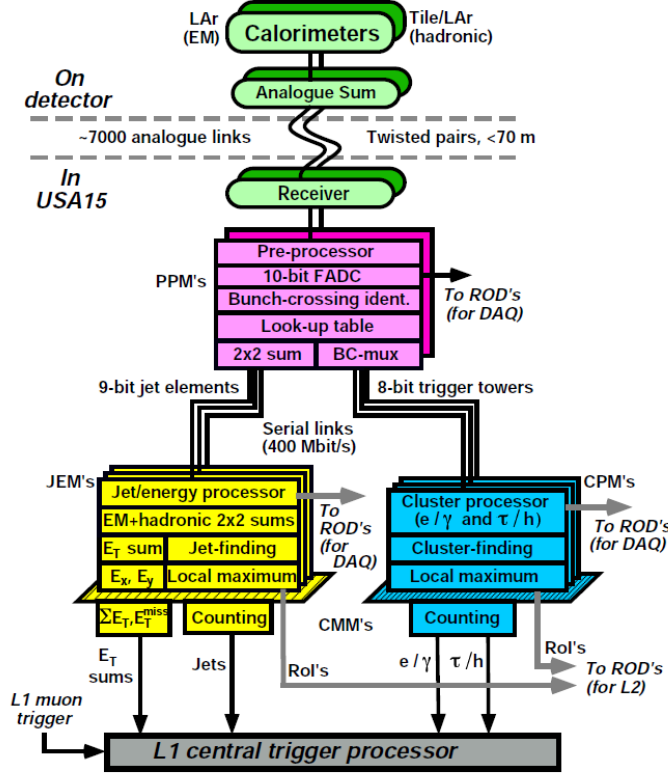 LAr
(EM)
Calorimeters
Tile/LAr
(hadronic)
On
detector
Analogue Sum
~7000 analogue links
Twisted pairs, <70 m
In
USA15
Receiver
PPM's
Pre-processor
10-bit FADC
Bunch-crossing ident.
Look-up table
2x2 sum
BC-mux
To ROD's
(for DAQ)
9-bit jet elements
8-bit trigger towers
Serial links
(400 Mbit/s)
JEM's
Jet/energy processor
EM+hadronic 2x2 sums
E_T sum
Jet-finding
E_x, E_y
Local maximum
To
ROD's
(for
DAQ)
CPM's
Cluster processor
(e/γ and τ/h)
Cluster-finding
Local maximum
To ROD's
(for DAQ)
ΣE_T, E_T^miss
Counting
CMM's
Counting
E_T
sums
Jets
RoI's
e/γ
τ/h
RoI's
To ROD's
(for L2)
L1 muon
trigger
L1 central trigger processor